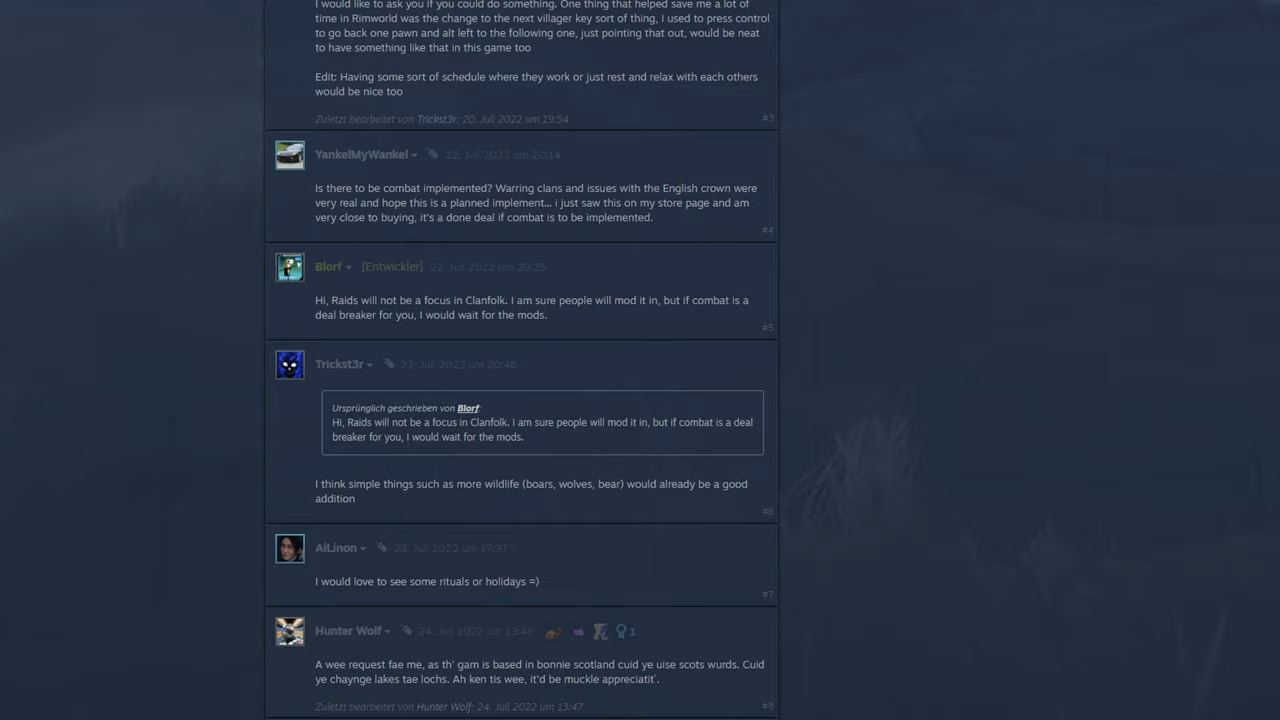 I would like to ask you if you could do something. One thing that helped save me a lot of
time in Rimworld was the change to the next villager key sort of thing, I used to press control
to go back one pawn and alt left to the following one, just pointing that out, would be neat
to have something like that in this game too
Edit: Having some sort of schedule where they work or just rest and relax with each others
would be nice too
Zuletzt bearbeitet von Trickst3r; 20. Juli 2022 um 19:54
#3
YankelMyWankel 22. Juli 2022 um 20:14
Is there to be combat implemented? Warring clans and issues with the English crown were
very real and hope this is a planned implement... i just saw this on my store page and am
very close to buying, it's a done deal if combat is to be implemented.
#4
Blorf [Entwickler] 22. Juli 2022 um 20:25
Hi, Raids will not be a focus in Clanfolk. I am sure people will mod it in, but if combat is a
deal breaker for you, I would wait for the mods.
#5
Trickst3r 22. Juli 2022 um 20:46
Ursprünglich geschrieben von Blorf:
Hi, Raids will not be a focus in Clanfolk. I am sure people will mod it in, but if combat is a deal
breaker for you, I would wait for the mods.
I think simple things such as more wildlife (boars, wolves, bear) would already be a good
addition
#6
AiLinon 23. Juli 2022 um 17:37
I would love to see some rituals or holidays =)
#7
Hunter Wolf 24. Juli 2022 um 13:46 1
A wee request fae me, as th' gam is based in bonnie scotland cuid ye uise scots wurds. Cuid
ye chaynge lakes tae lochs. Ah ken tis wee, it'd be muckle appreciatit'.
Zuletzt bearbeitet von Hunter Wolf; 24. Juli 2022 um 13:47
#8